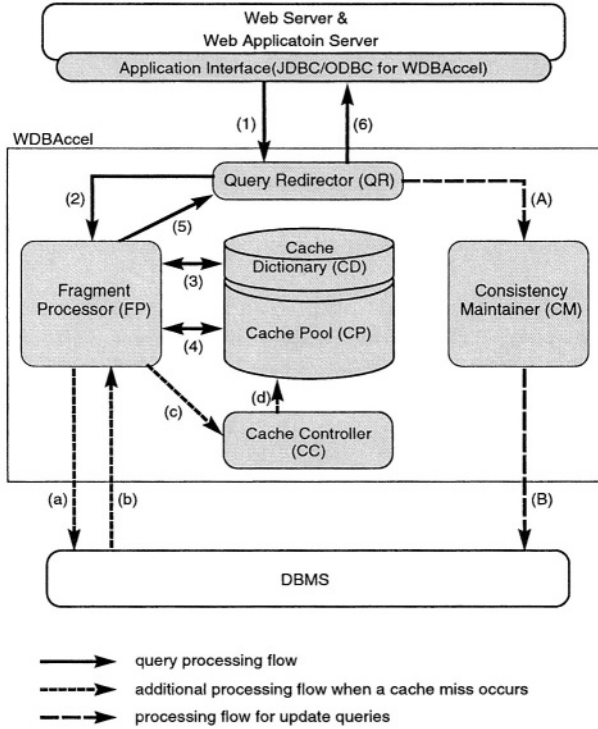 Web Server &
Web Applicatoin Server
Application Interface(JDBC/ODBC for WDBAccel)
(1)
(6)
WDBAccel
Query Redirector (QR)
(2)
(5)
(A)
Fragment
Processor (FP)
(3)
(4)
Cache
Dictionary (CD)
Cache Pool (CP)
Consistency
Maintainer (CM)
(c)
(d)
Cache Controller
(CC)
(a)
(b)
(B)
DBMS
query processing flow
additional processing flow when a cache miss occurs
processing flow for update queries